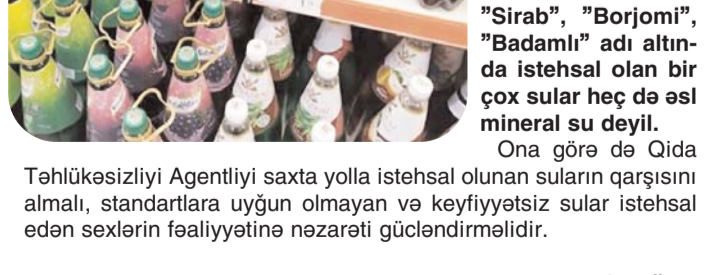 "Sirab", "Borjomi",
"Badamlı" adı altın-
da istehsal olan bir
çox sular heç də əsl
mineral su deyil.
Ona görə də Qida
Təhlükəsizliyi Agentliyi saxta yolla istehsal olunan suların qarşısını
almalı, standartlara uyğun olmayan və keyfiyyətsiz sular istehsal
edən sexlərin fəaliyyətinə nəzarəti gücləndirməlidir.